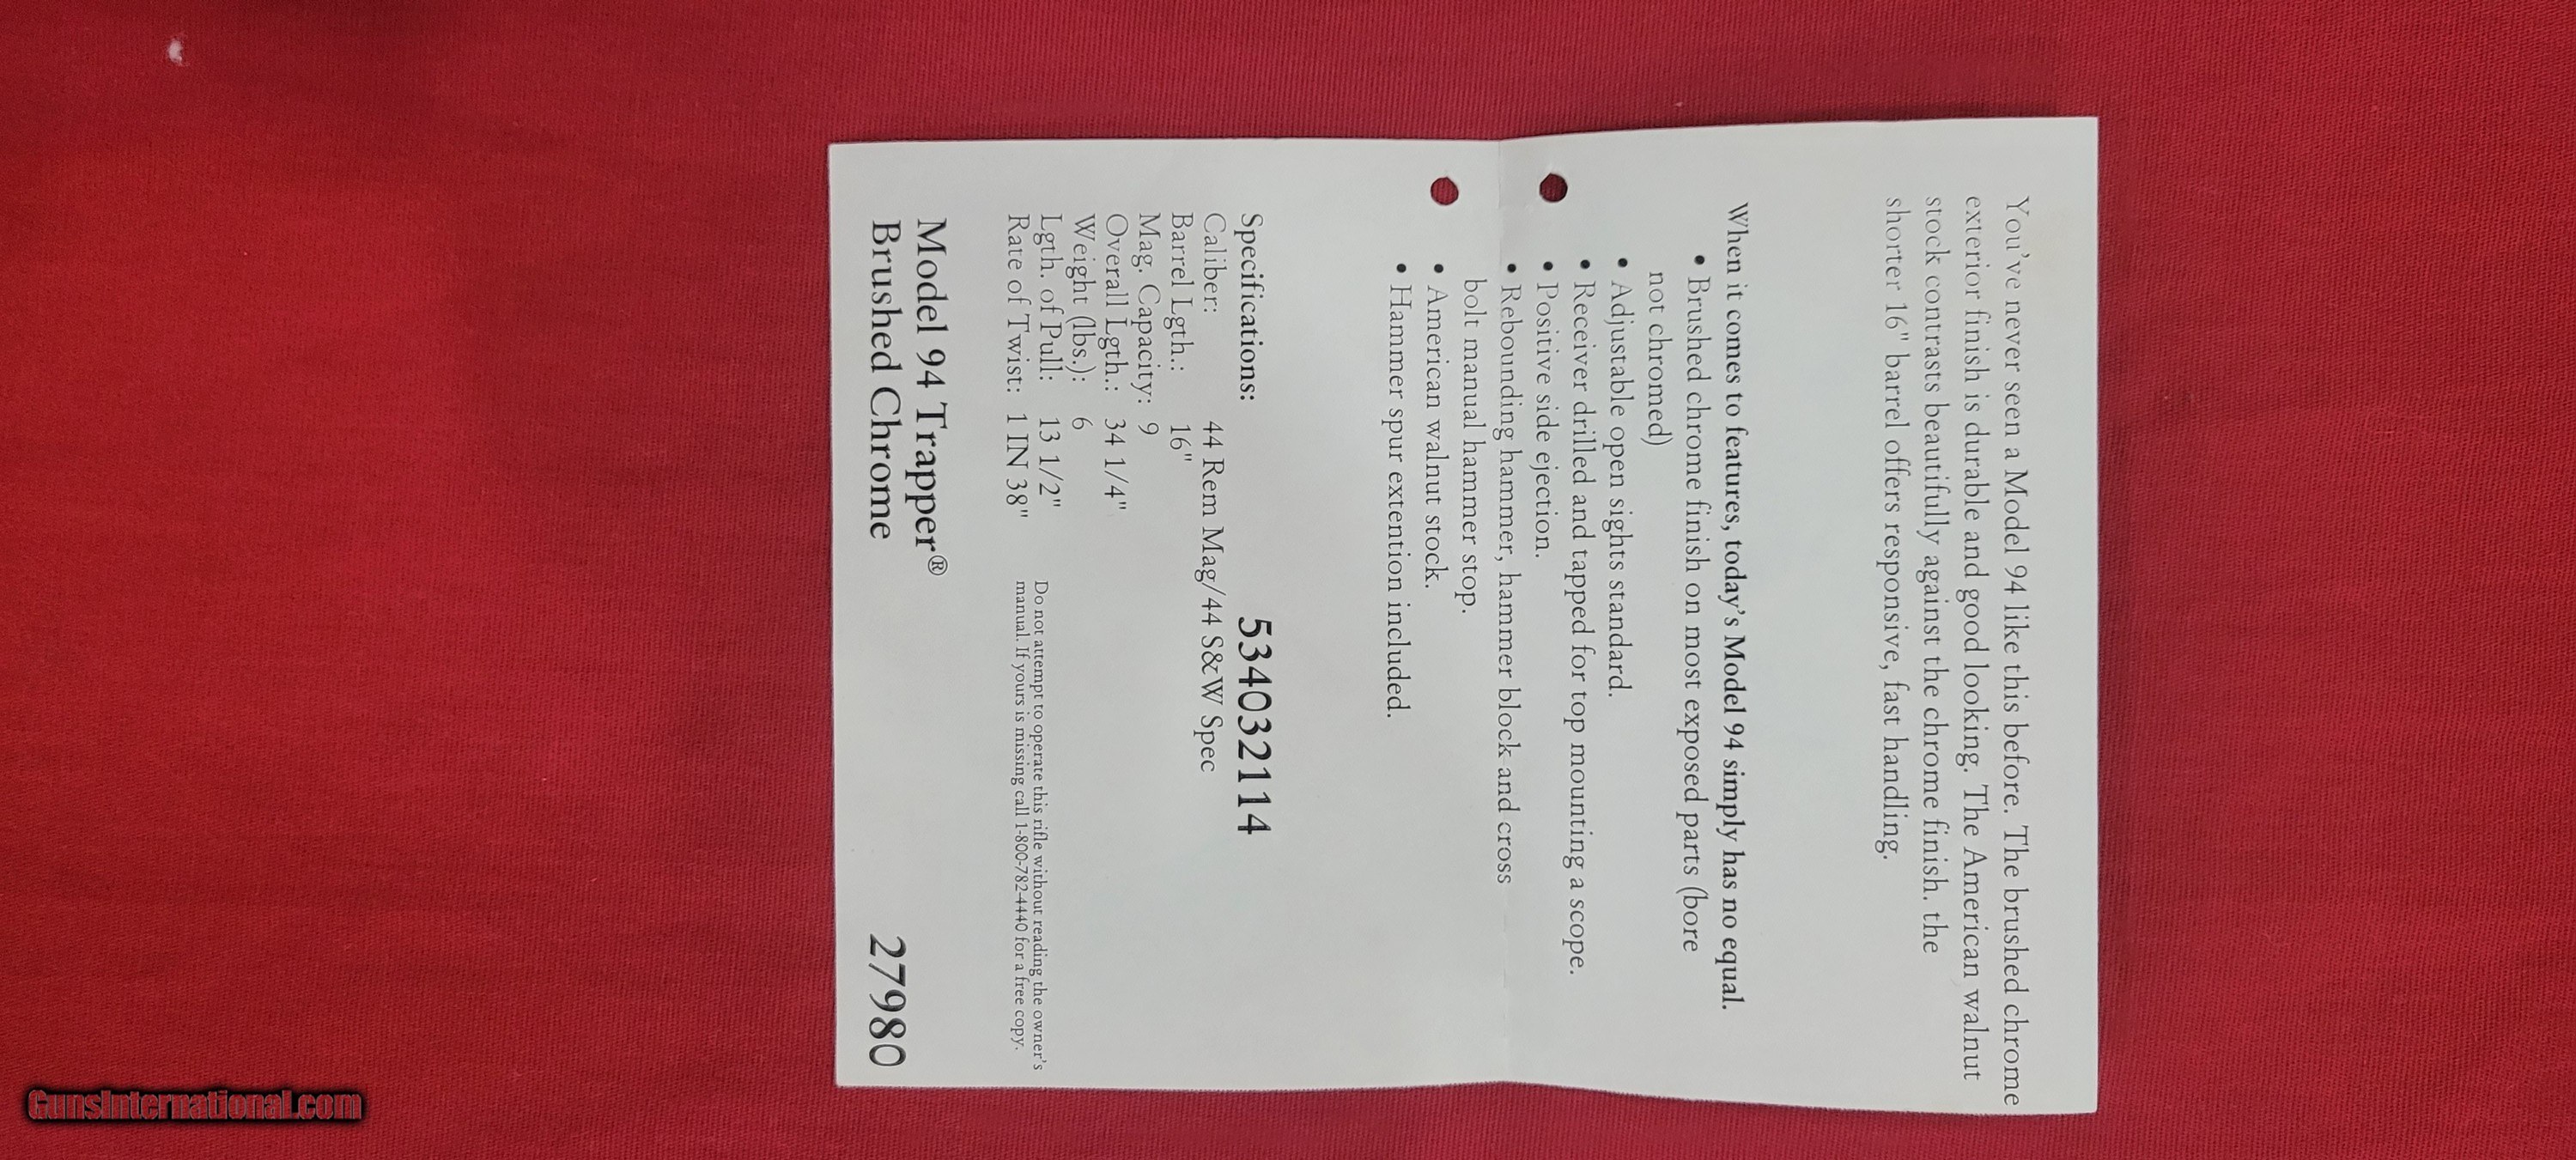 You've never seen a Model 94 like this before. The brushed chrome
exterior finish is durable and good looking. The American walnut
stock contrasts beautifully against the chrome finish. the
shorter 16" barrel offers responsive, fast handling.
When it comes to features, today's Model 94 simply has no equal.
• Brushed chrome finish on most exposed parts (bore
not chromed)
• Adjustable open sights standard.
• Receiver drilled and tapped for top mounting a scope.
• Positive side ejection.
• Rebounding hammer, hammer block and cross
bolt manual hammer stop.
• American walnut stock.
• Hammer spur extention included.
Specifications: 5340321114
Caliber: 44 Rem Mag/44 S&W Spec
Barrel Lgth.: 16"
Mag. Capacity: 9
Overall Lgth.: 34 1/4"
Weight (lbs.): 6
Lgth. of Pull: 13 1/2"
Rate of Twist: 1 IN 38"
Do not attempt to operate this rifle without reading the owner's
manual. If yours is missing call 1-800-782-4440 for a free copy.
Model 94 Trapper®
Brushed Chrome 27980
GunsInternational.com